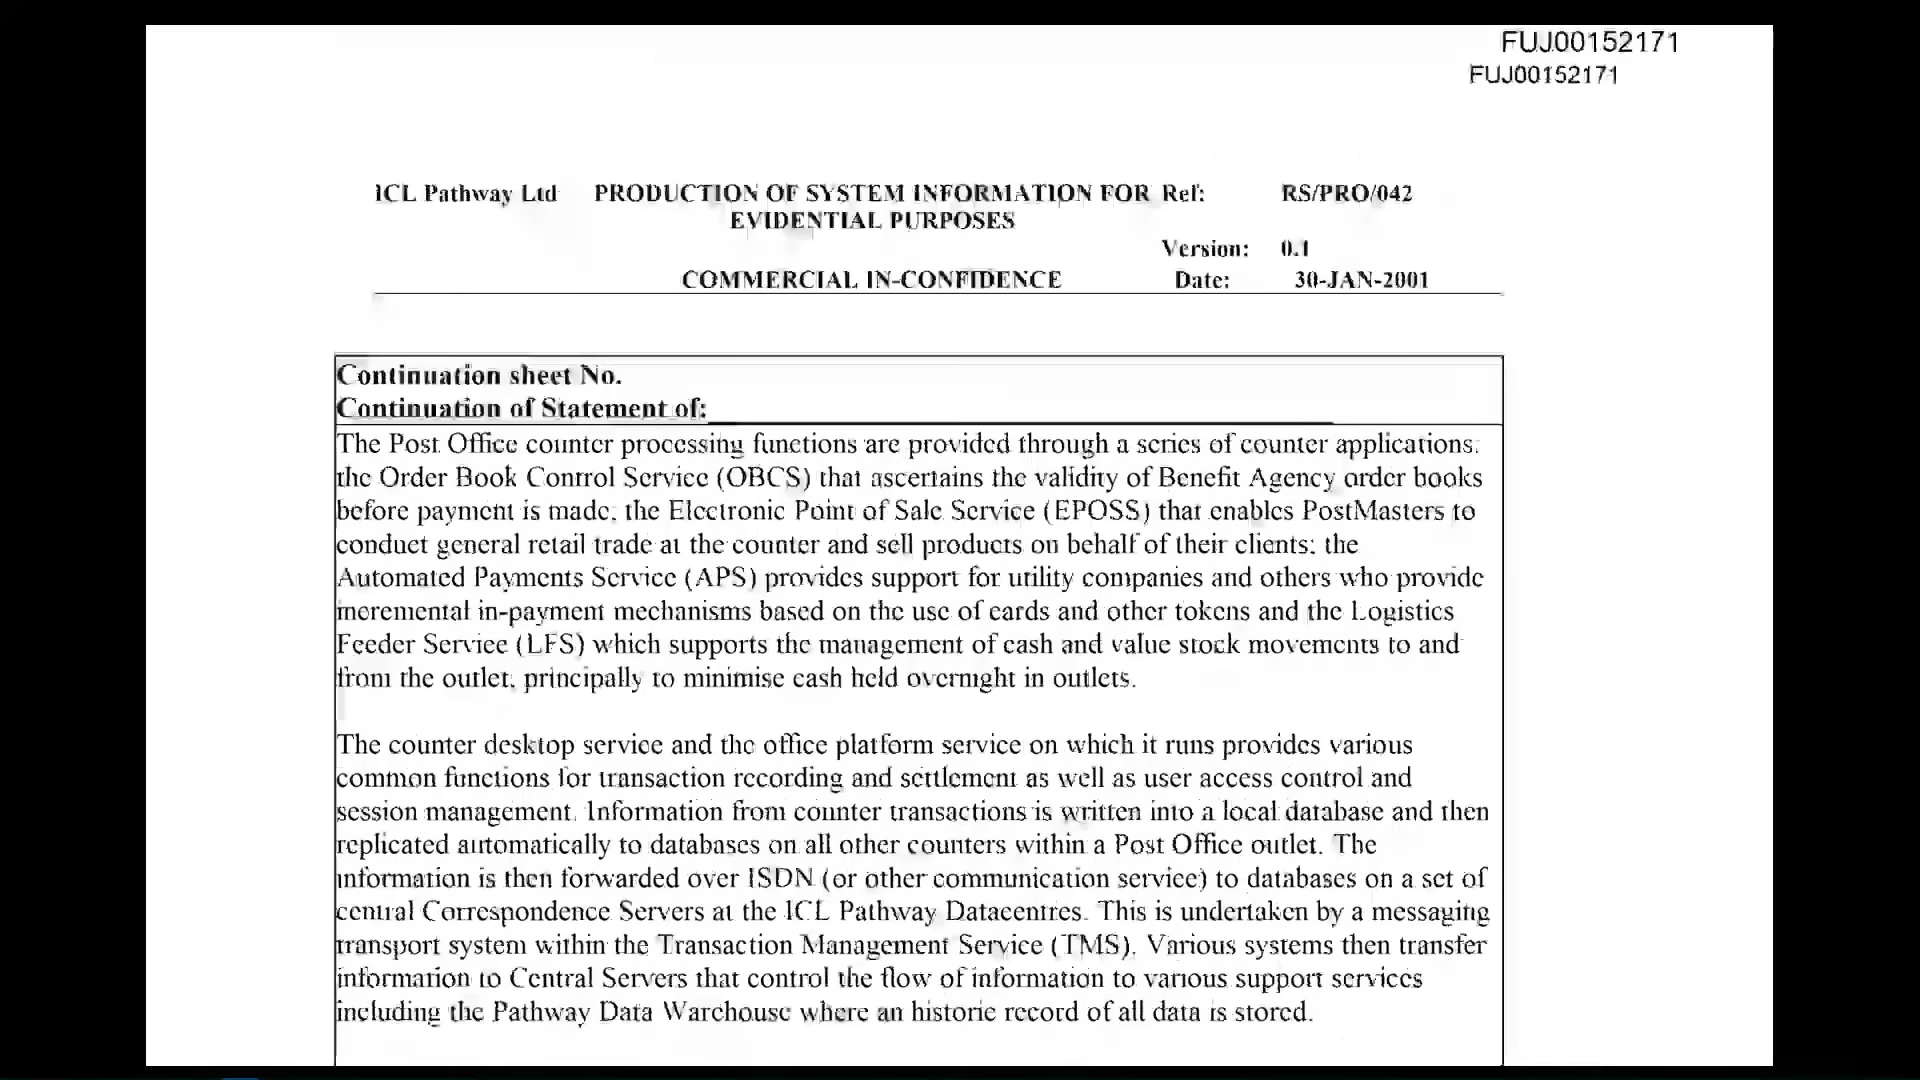 FUJ00152171
FUJ00152171
ICL Pathway Ltd PRODUCTION OF SYSTEM INFORMATION FOR Ref: RS/PRO/042
EVIDENTIAL PURPOSES
Version: 0.1
COMMERCIAL IN-CONFIDENCE Date: 30-JAN-2001
Continuation sheet No.
Continuation of Statement of:
The Post Office counter processing functions are provided through a series of counter applications:
the Order Book Control Service (OBCS) that ascertains the validity of Benefit Agency order books
before payment is made; the Electronic Point of Sale Service (EPOSS) that enables PostMasters to
conduct general retail trade at the counter and sell products on behalf of their clients; the
Automated Payments Service (APS) provides support for utility companies and others who provide
incremental in-payment mechanisms based on the use of cards and other tokens and the Logistics
Feeder Service (LFS) which supports the management of cash and value stock movements to and
from the outlet, principally to minimise cash held overnight in outlets.
The counter desktop service and the office platform service on which it runs provides various
common functions for transaction recording and settlement as well as user access control and
session management. Information from counter transactions is written into a local database and then
replicated automatically to databases on all other counters within a Post Office outlet. The
information is then forwarded over ISDN (or other communication service) to databases on a set of
central Correspondence Servers at the ICL Pathway Datacentres. This is undertaken by a messaging
transport system within the Transaction Management Service (TMS). Various systems then transfer
information to Central Servers that control the flow of information to various support services
including the Pathway Data Warehouse where an historic record of all data is stored.